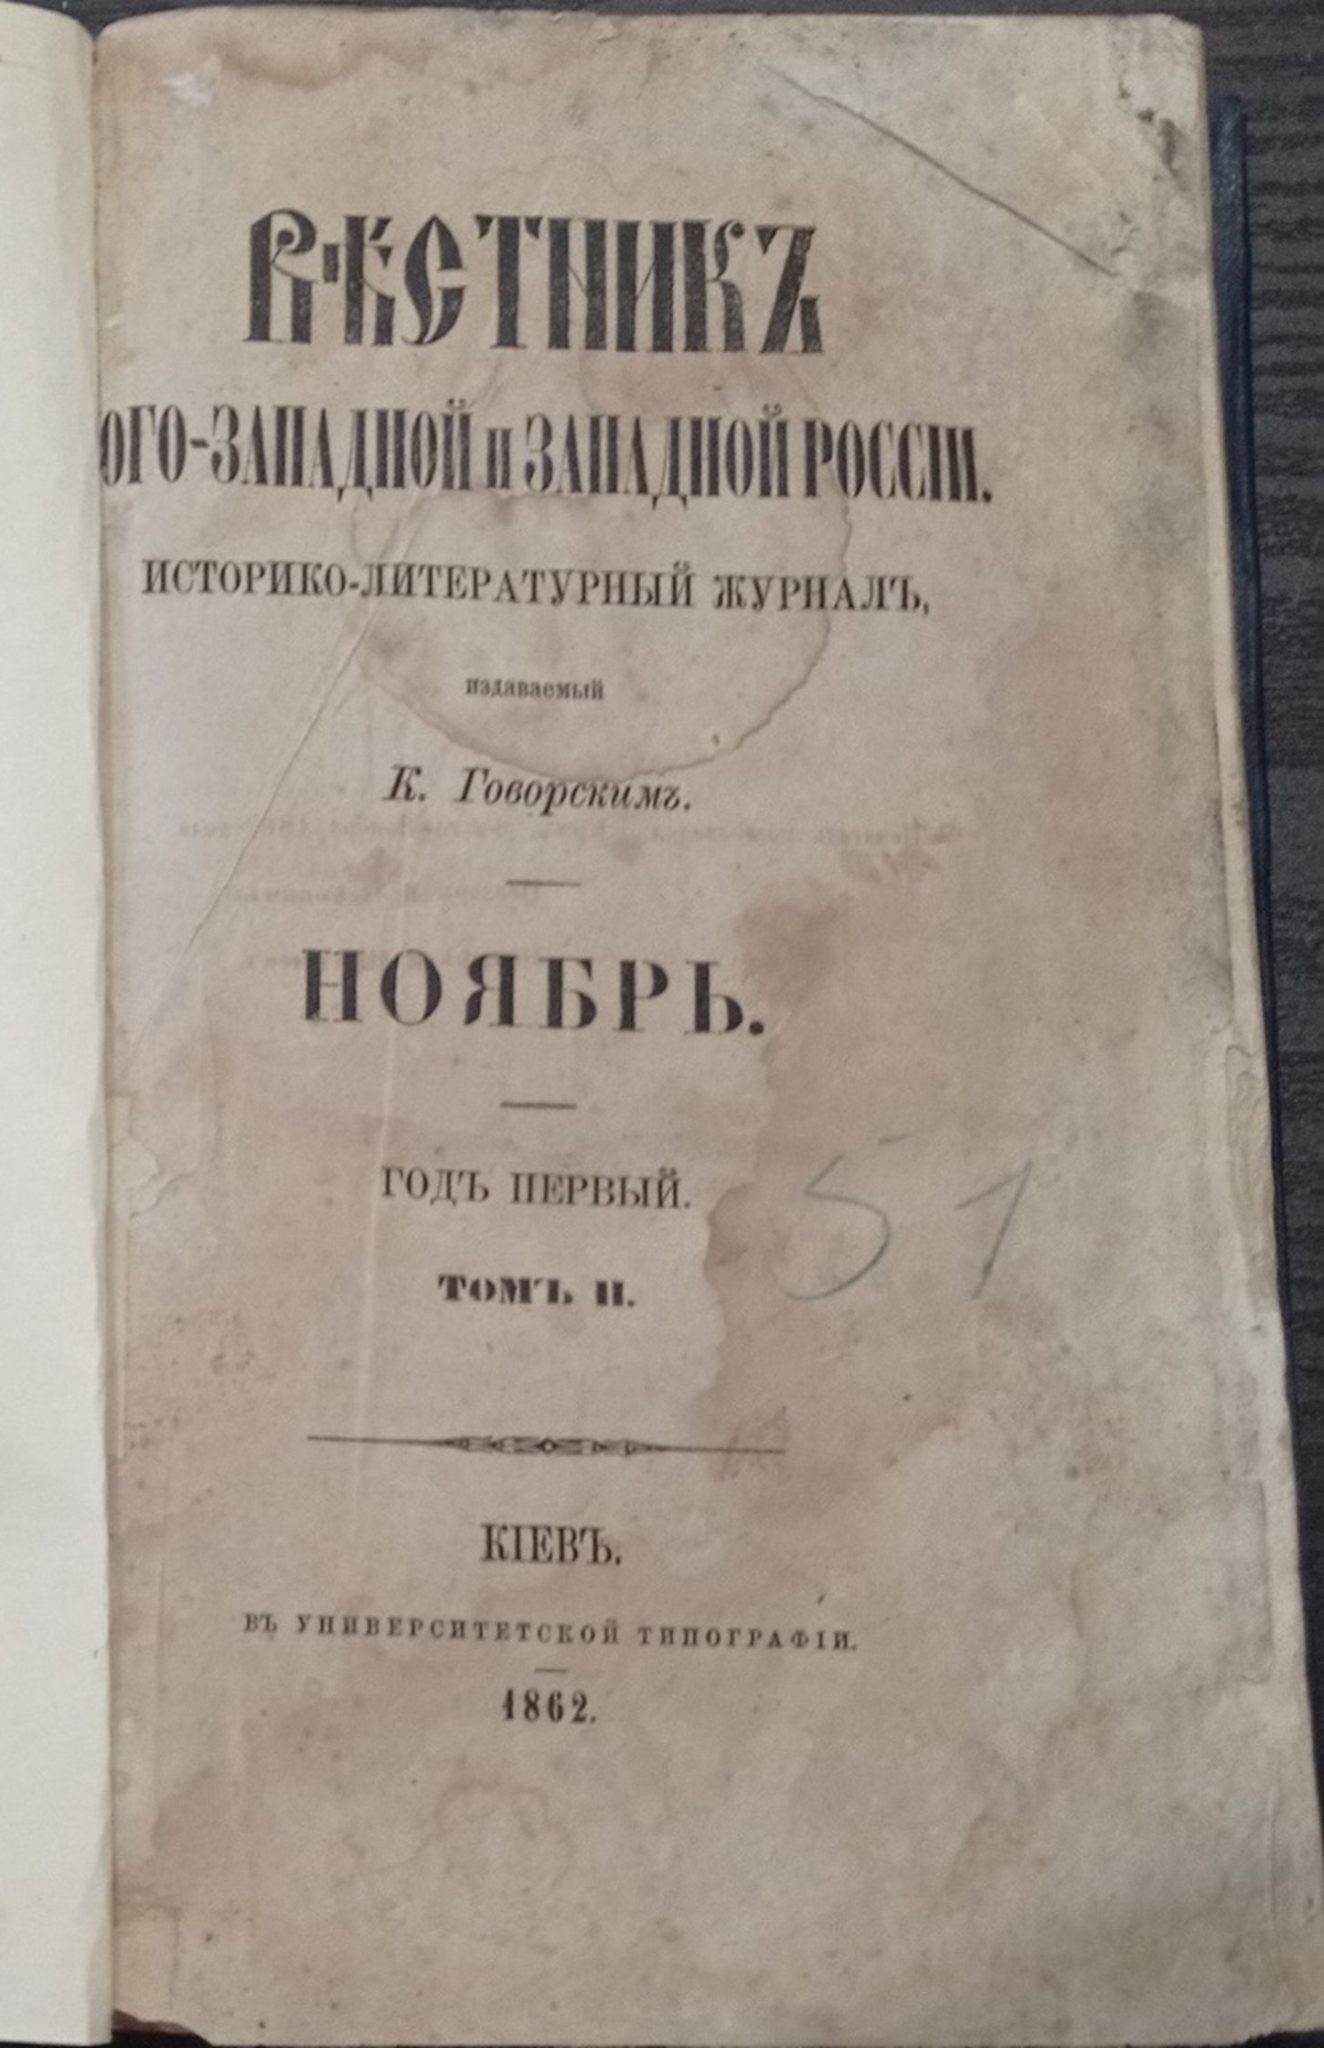 ВѢСТНИКЪ
ОГО-ЗАПАДНОЙ и ЗАПАДНОЙ РОССІИ.
ИСТОРИКО-ЛИТЕРАТУРНЫЙ ЖУРНАЛЪ,
издаваемый
К. Говорскимъ.
НОЯБРЬ.
ГОДЪ ПЕРВЫЙ.
51
ТОМЪ II.
КІЕВЪ.
ВЪ УНИВЕРСИТЕТСКОЙ ТИПОГРАФІИ.
1862.